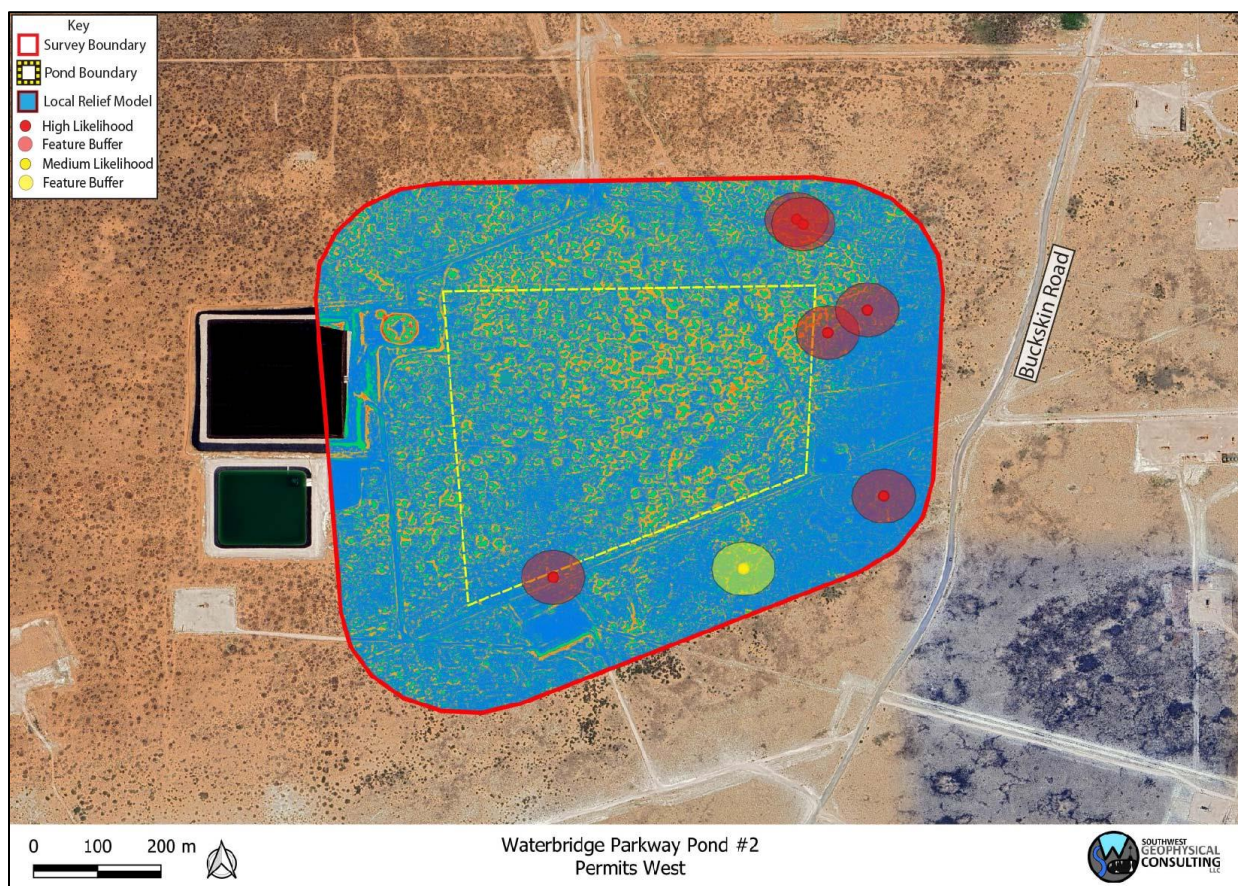 Key
Survey Boundary
Pond Boundary
Local Relief Model
High Likelihood
Feature Buffer
Medium Likelihood
Feature Buffer
Buckskin Road
0 100 200 m
Waterbridge Parkway Pond #2
Permits West
SOUTHWEST
GEOPHYSICAL
CONSULTING
LLC